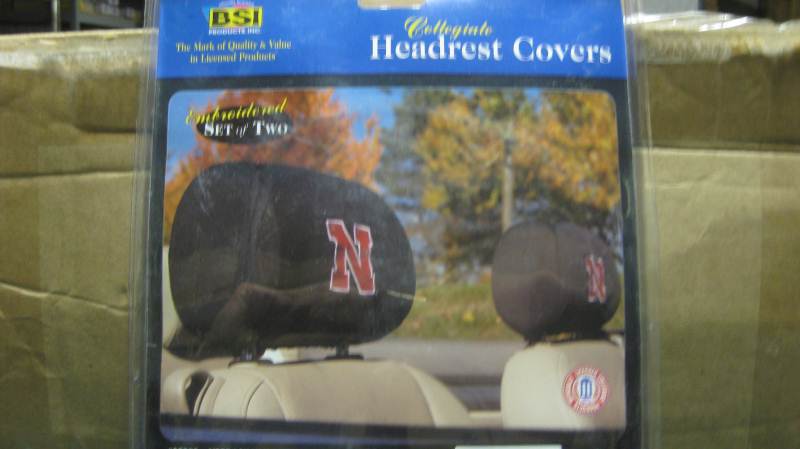 BSI
PRODUCTS INC.
The Mark of Quality & Value
in Licensed Products
Collegiate
Headrest Covers
Embroidered
SET of TWO
N
N